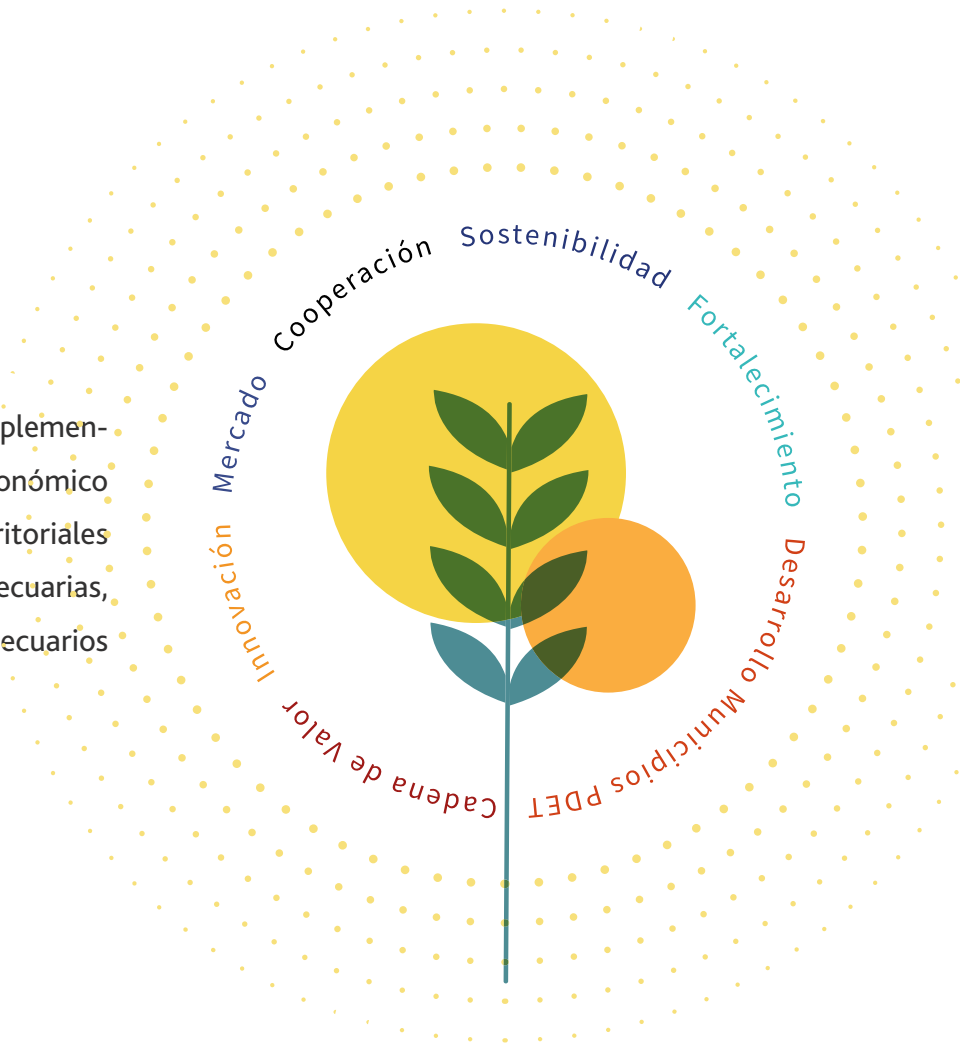 plemen-
onómico
ritoriales
ecuarias,
ecuarios
Sostenibilidad
Fortalecimiento
Desarrollo Municipios PDET
Cadena de Valor
Innovación
Mercado
Cooperación